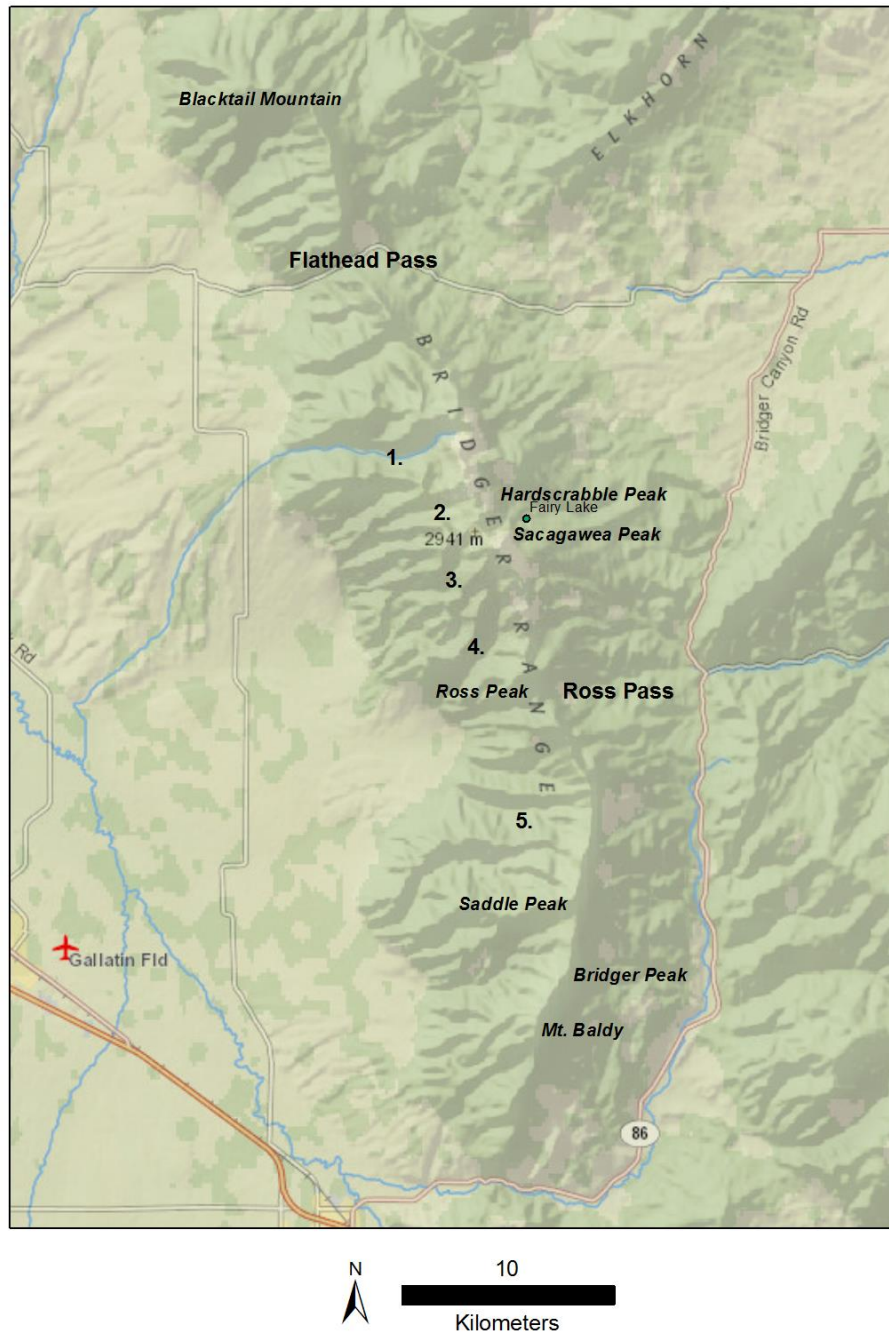 Blacktail Mountain
ELKHORN
Flathead Pass
BRIDGER RANGE
Bridger Canyon Rd
1.
Hardscrabble Peak
2.
Fairy Lake
Sacagawea Peak
2941 m
3.
4.
Rd
Ross Peak
Ross Pass
5.
Saddle Peak
Gallatin Fld
Bridger Peak
Mt. Baldy
86
N
10
Kilometers